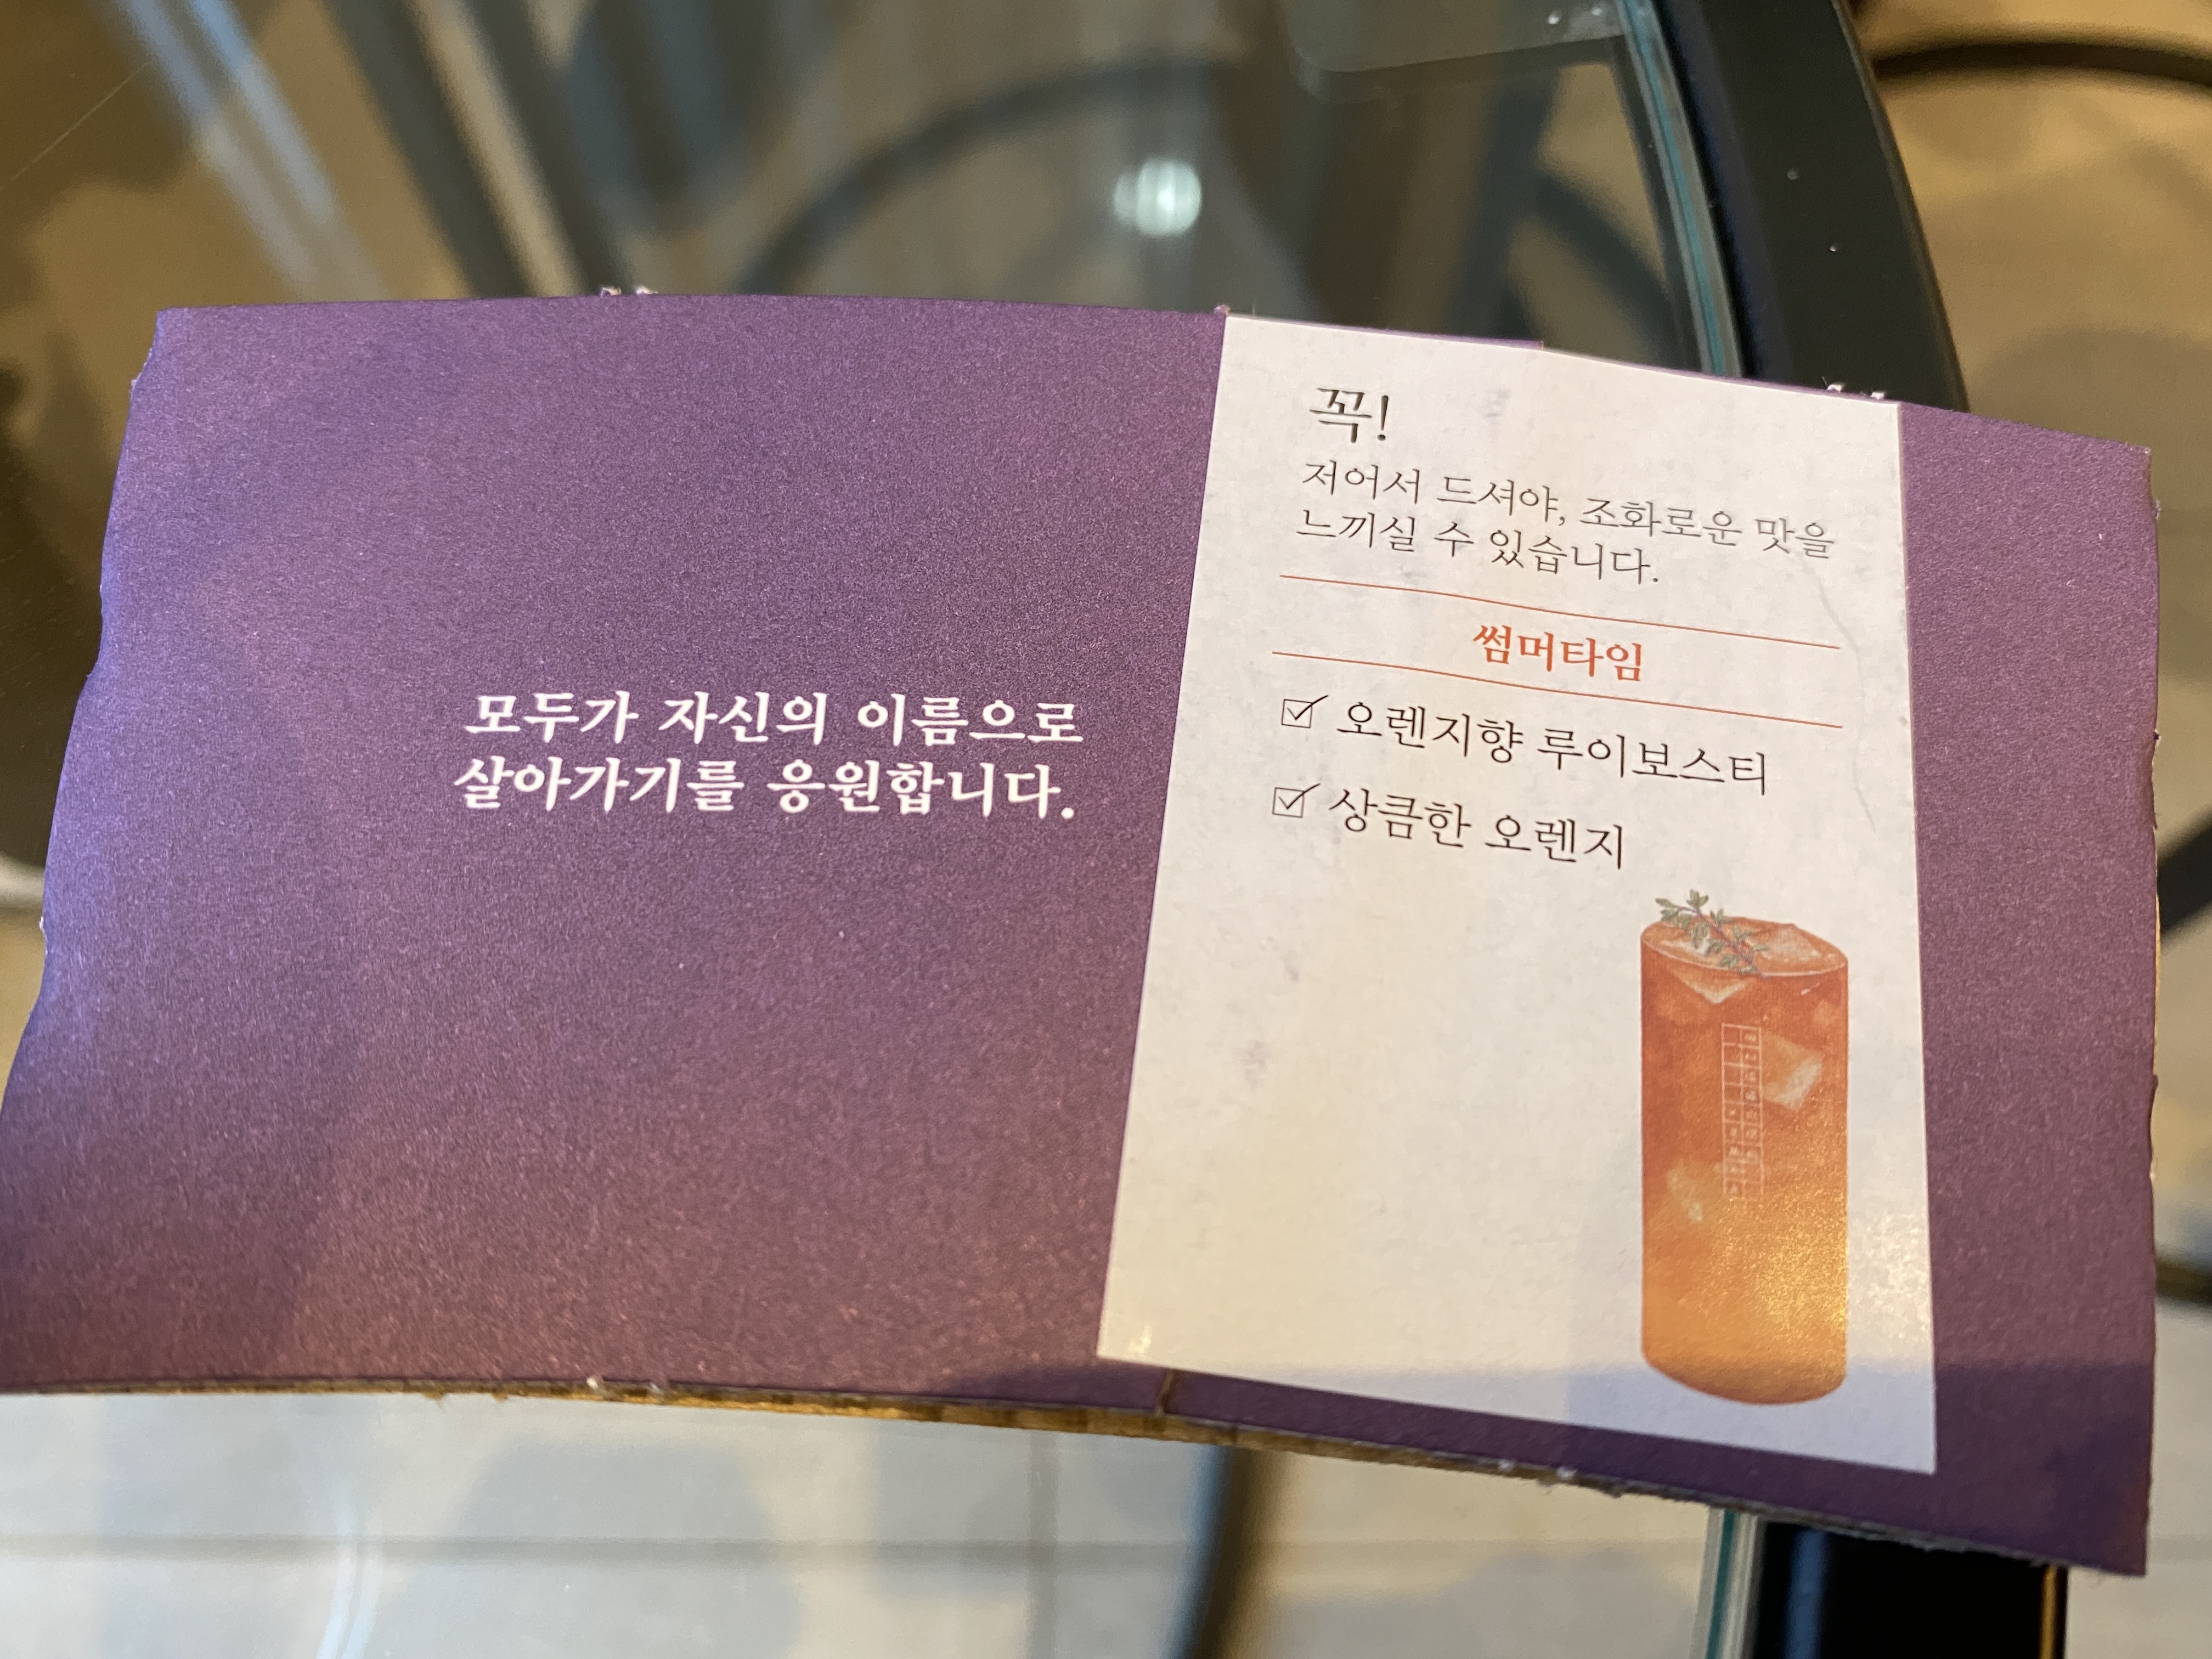 모두가 자신의 이름으로
살아가기를 응원합니다.
꼭!
저어서 드셔야, 조화로운 맛을
느끼실 수 있습니다.
썸머타임
오렌지향 루이보스티
상큼한 오렌지